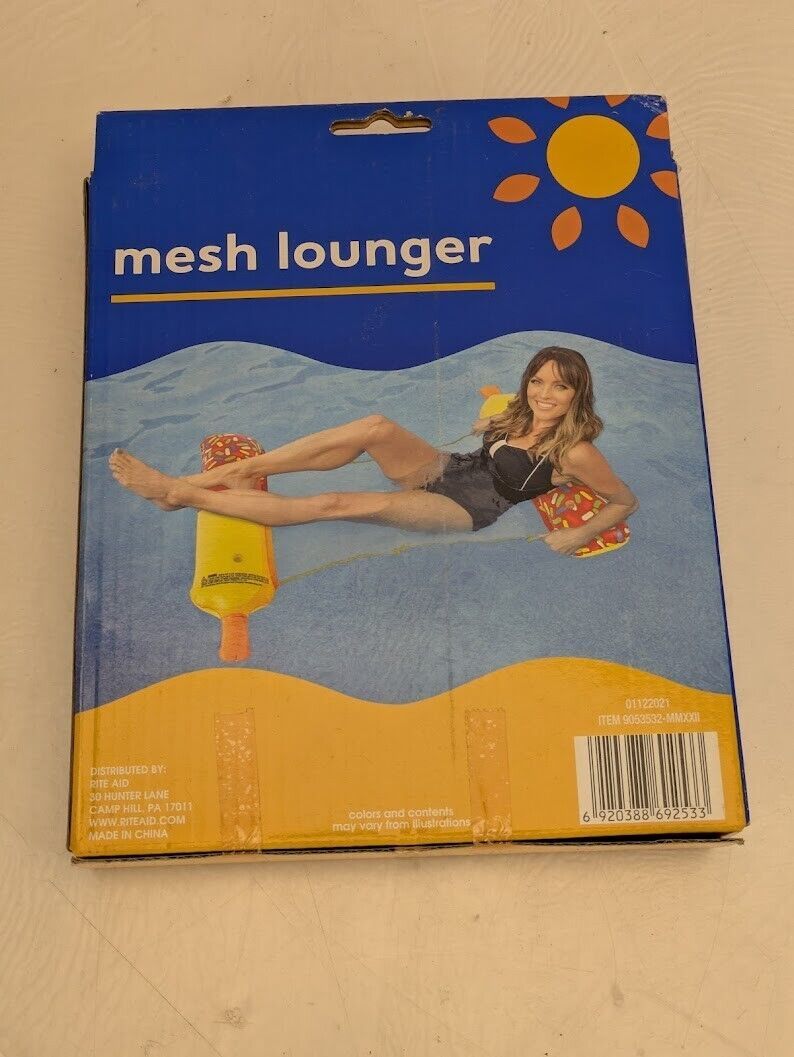 mesh lounger
01122021
ITEM 9053532-MMXXII
DISTRIBUTED BY:
RITE AID
30 HUNTER LANE
CAMP HILL, PA 17011
WWW.RITEAID.COM
MADE IN CHINA
colors and contents
may vary from illustrations
6 920388 692533